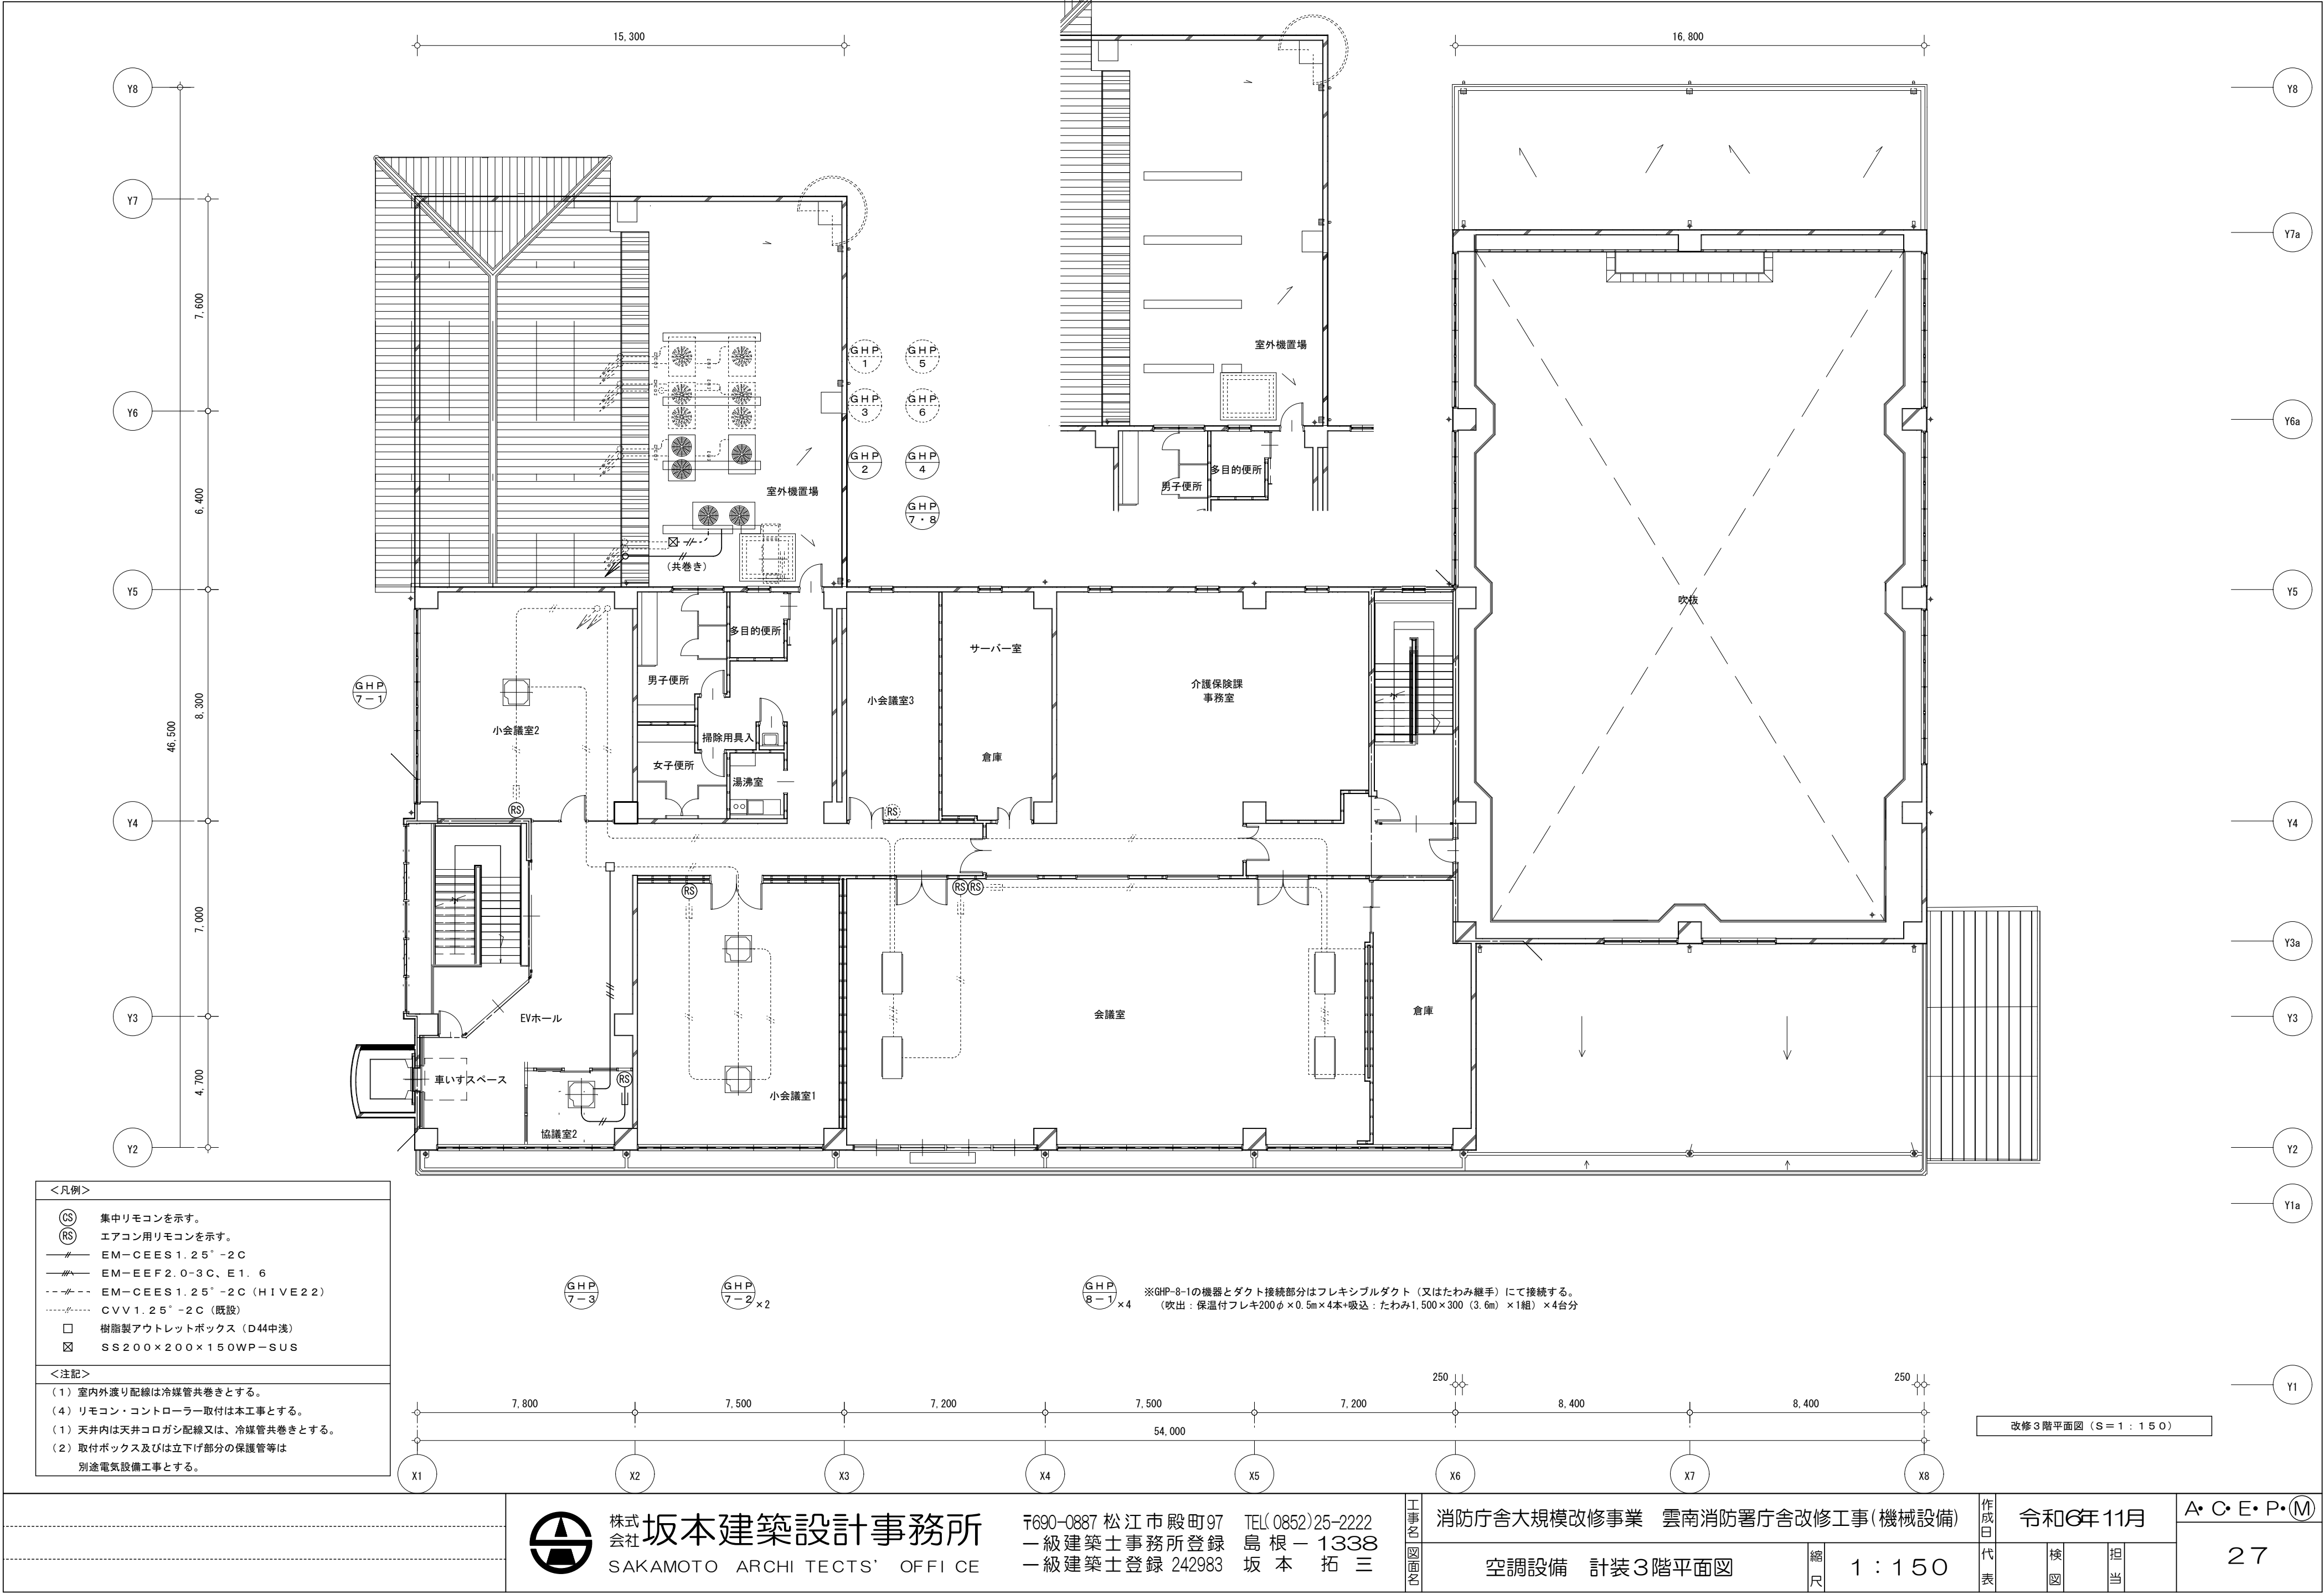 15,300
16,800
Y8
Y7
Y6
Y5
Y4
Y3
Y2
7,600
6,400
8,300
7,000
4,700
46,500
Y8
Y7a
Y6a
Y5
Y4
Y3a
Y3
Y2
Y1a
Y1
GHP 1
GHP 5
GHP 3
GHP 6
GHP 2
GHP 4
GHP 7・8
室外機置場
(共巻き)
室外機置場
多目的便所
男子便所
吹抜
GHP 7－1
小会議室2
RS
男子便所
多目的便所
掃除用具入
女子便所
湯沸室
小会議室3
RS
サーバー室
倉庫
介護保険課
事務室
RS
RS
RS
EVホール
車いすスペース
RS
協議室2
小会議室1
会議室
倉庫
<凡例>
CS 集中リモコンを示す。
RS エアコン用リモコンを示す。
EM－CEES1.25°-2C
EM－EEF2.0-3C、E1.6
EM－CEES1.25°-2C（HIVE22）
CVV1.25°-2C（既設）
樹脂製アウトレットボックス（D44中浅）
SS200×200×150WP－SUS
<注記>
（1）室内外渡り配線は冷媒管共巻きとする。
（4）リモコン・コントローラー取付は本工事とする。
（1）天井内は天井コロガシ配線又は、冷媒管共巻きとする。
（2）取付ボックス及びは立下げ部分の保護管等は
別途電気設備工事とする。
GHP 7－3
GHP 7－2 ×2
GHP 8－1 ×4
※GHP-8-1の機器とダクト接続部分はフレキシブルダクト（又はたわみ継手）にて接続する。
（吹出：保温付フレキ200φ×0.5m×4本+吸込：たわみ1,500×300（3.6m）×1組）×4台分
250
250
7,800
7,500
7,200
7,500
7,200
8,400
8,400
54,000
X1
X2
X3
X4
X5
X6
X7
X8
改修3階平面図（S＝1：150）
株式会社 坂本建築設計事務所
SAKAMOTO ARCHITECTS' OFFICE
〒690-0887 松江市殿町97 TEL(0852)25-2222
一級建築士事務所登録 島根－1338
一級建築士登録 242983 坂本 拓三
工事名
消防庁舎大規模改修事業 雲南消防署庁舎改修工事(機械設備)
図面名
空調設備 計装3階平面図
縮尺
1：150
作成日
令和6年11月
代表
検図
担当
A・C・E・P・M
27